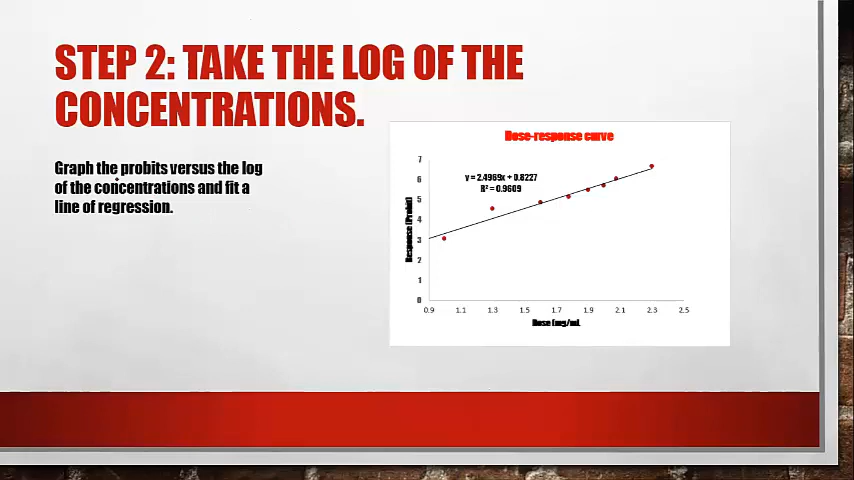 STEP 2: TAKE THE LOG OF THE
CONCENTRATIONS.
Graph the probits versus the log
of the concentrations and fit a
line of regression.
Dose-response curve
y = 2.4969x + 0.8227
R² = 0.9609
Response (Probit)
7
6
5
4
3
2
1
0
0.9 1.1 1.3 1.5 1.7 1.9 2.1 2.3 2.5
Dose (mg/mL